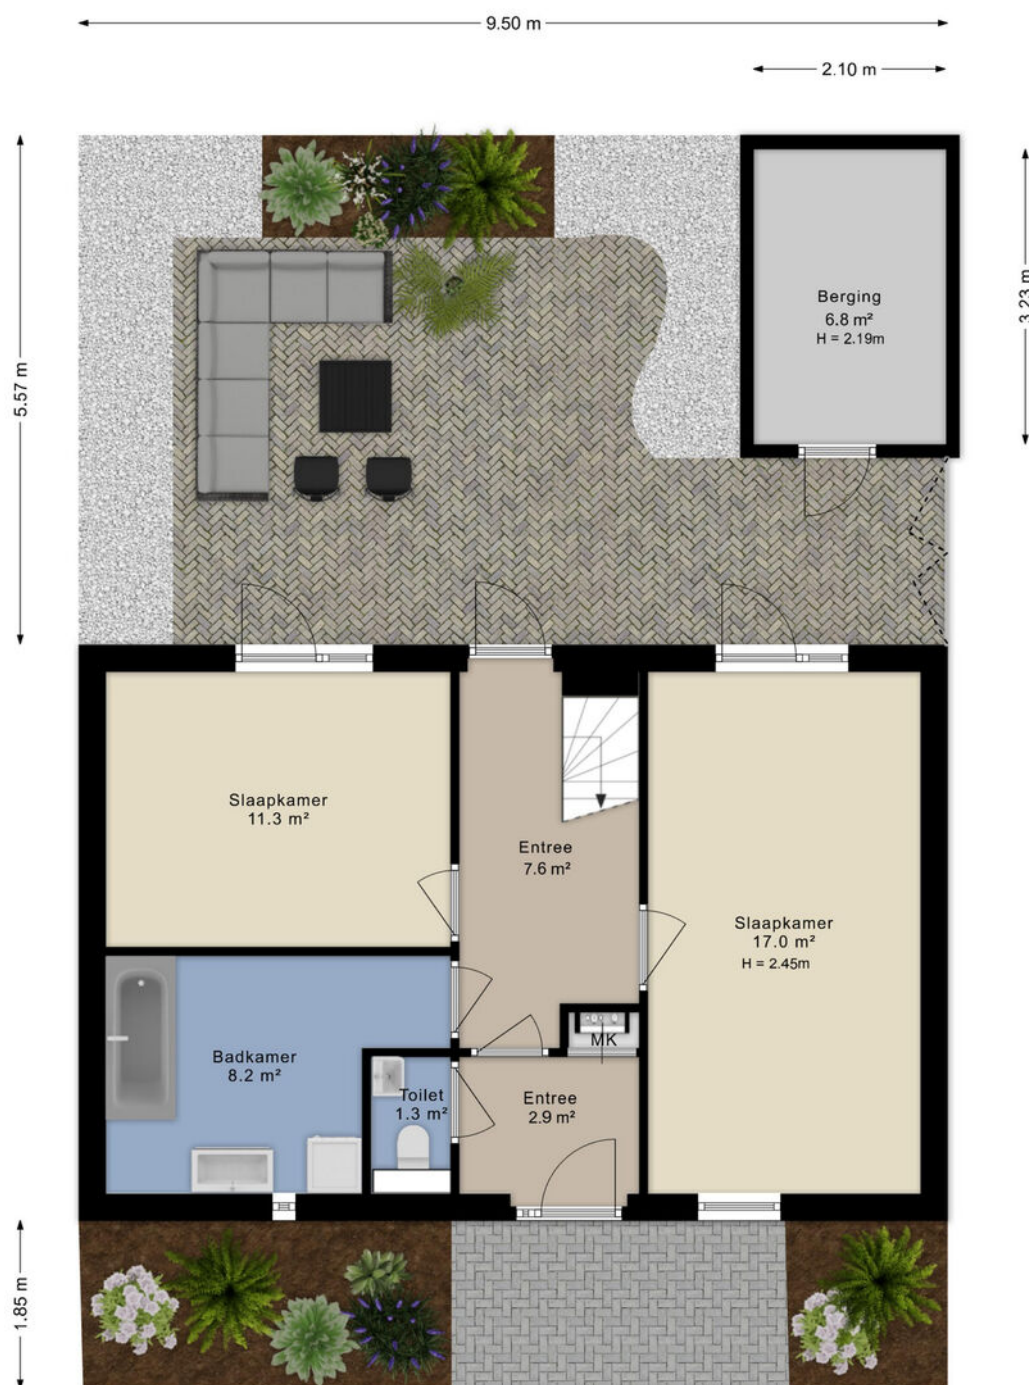 9.50 m
2.10 m
5.57 m
3.23 m
Berging
6.8 m²
H = 2.19m
Slaapkamer
11.3 m²
Entree
7.6 m²
Slaapkamer
17.0 m²
H = 2.45m
MK
Badkamer
8.2 m²
Toilet
1.3 m²
Entree
2.9 m²
1.85 m